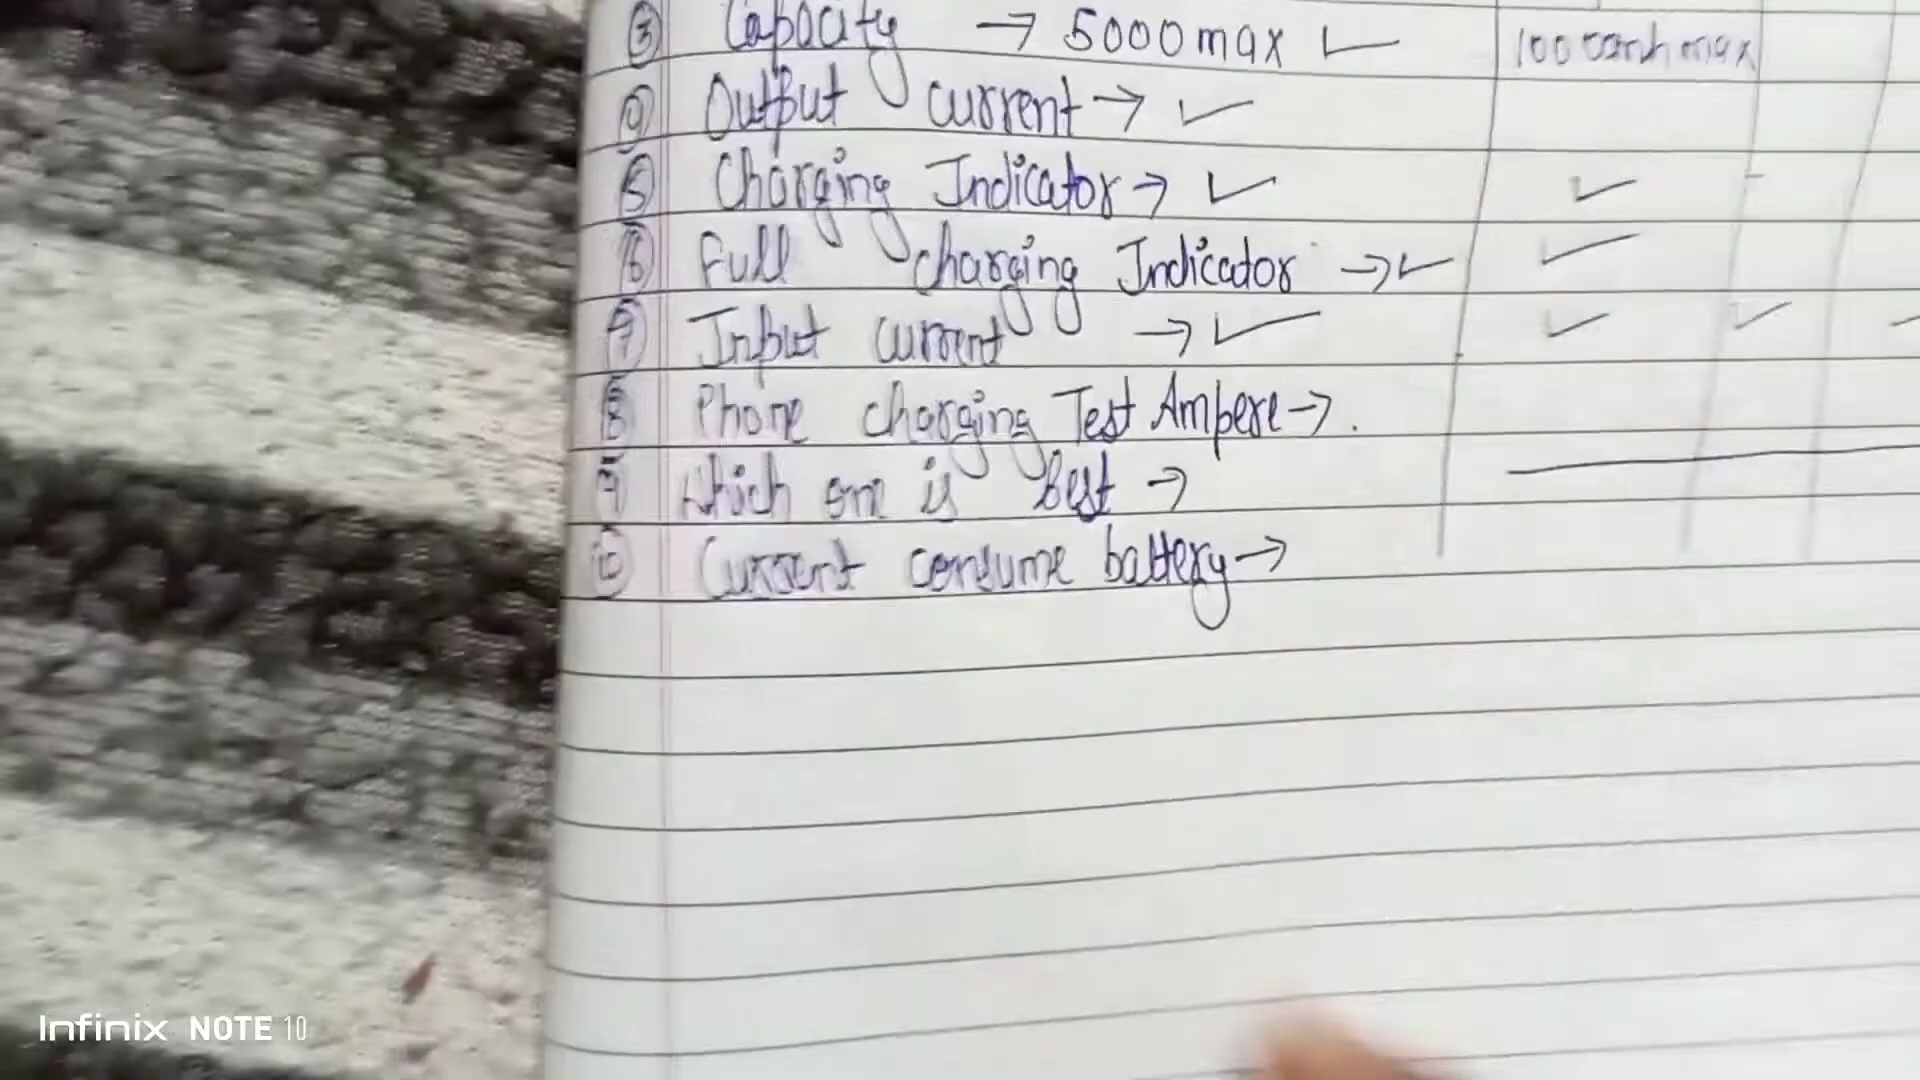 ③ Capacity → 5000max ✓ 10000mh max
④ Output current → ✓
⑤ Charging Indicator → ✓ ✓ -
⑥ Full charging Indicator → ✓ ✓
⑦ Input current → ✓ ✓ ✓
⑧ Phone charging Test Ampere → .
⑨ Which one is Best →
⑩ Current consume battery →
Infinix NOTE 10